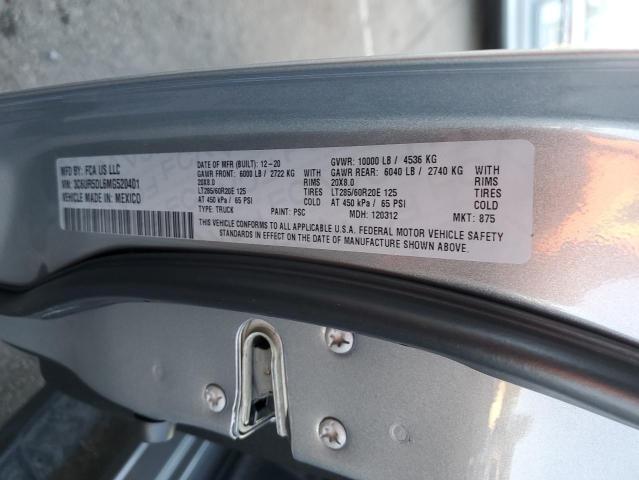 MFD BY: FCA US LLC
VIN: 3C6UR5DL6MG520401
VEHICLE MADE IN: MEXICO
DATE OF MFR (BUILT): 12-20
GAWR FRONT: 6000 LB / 2722 KG
20X8.0 RIMS
LT285/60R20E 125 TIRES
AT 450 kPa / 65 PSI COLD
TYPE: TRUCK PAINT: PSC
GVWR: 10000 LB / 4536 KG
GAWR REAR: 6040 LB / 2740 KG
20X8.0 RIMS
LT285/60R20E 125 TIRES
AT 450 kPa / 65 PSI COLD
MDH: 120312 MKT: 875
THIS VEHICLE CONFORMS TO ALL APPLICABLE U.S.A. FEDERAL MOTOR VEHICLE SAFETY
STANDARDS IN EFFECT ON THE DATE OF MANUFACTURE SHOWN ABOVE.